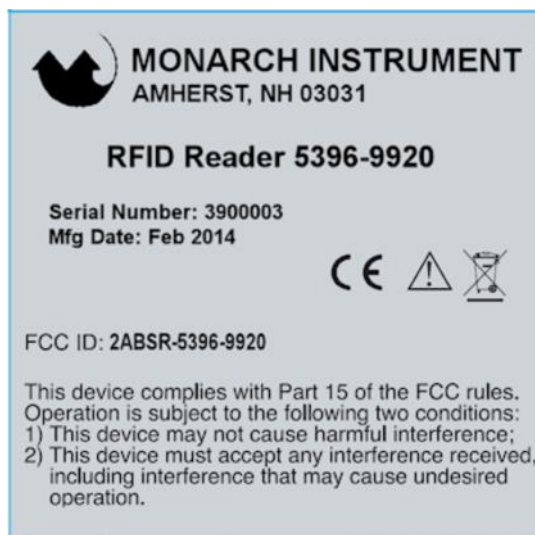 MONARCH INSTRUMENT
AMHERST, NH 03031
RFID Reader 5396-9920
Serial Number: 3900003
Mfg Date: Feb 2014
CE
FCC ID: 2ABSR-5396-9920
This device complies with Part 15 of the FCC rules.
Operation is subject to the following two conditions:
1) This device may not cause harmful interference;
2) This device must accept any interference received,
including interference that may cause undesired
operation.